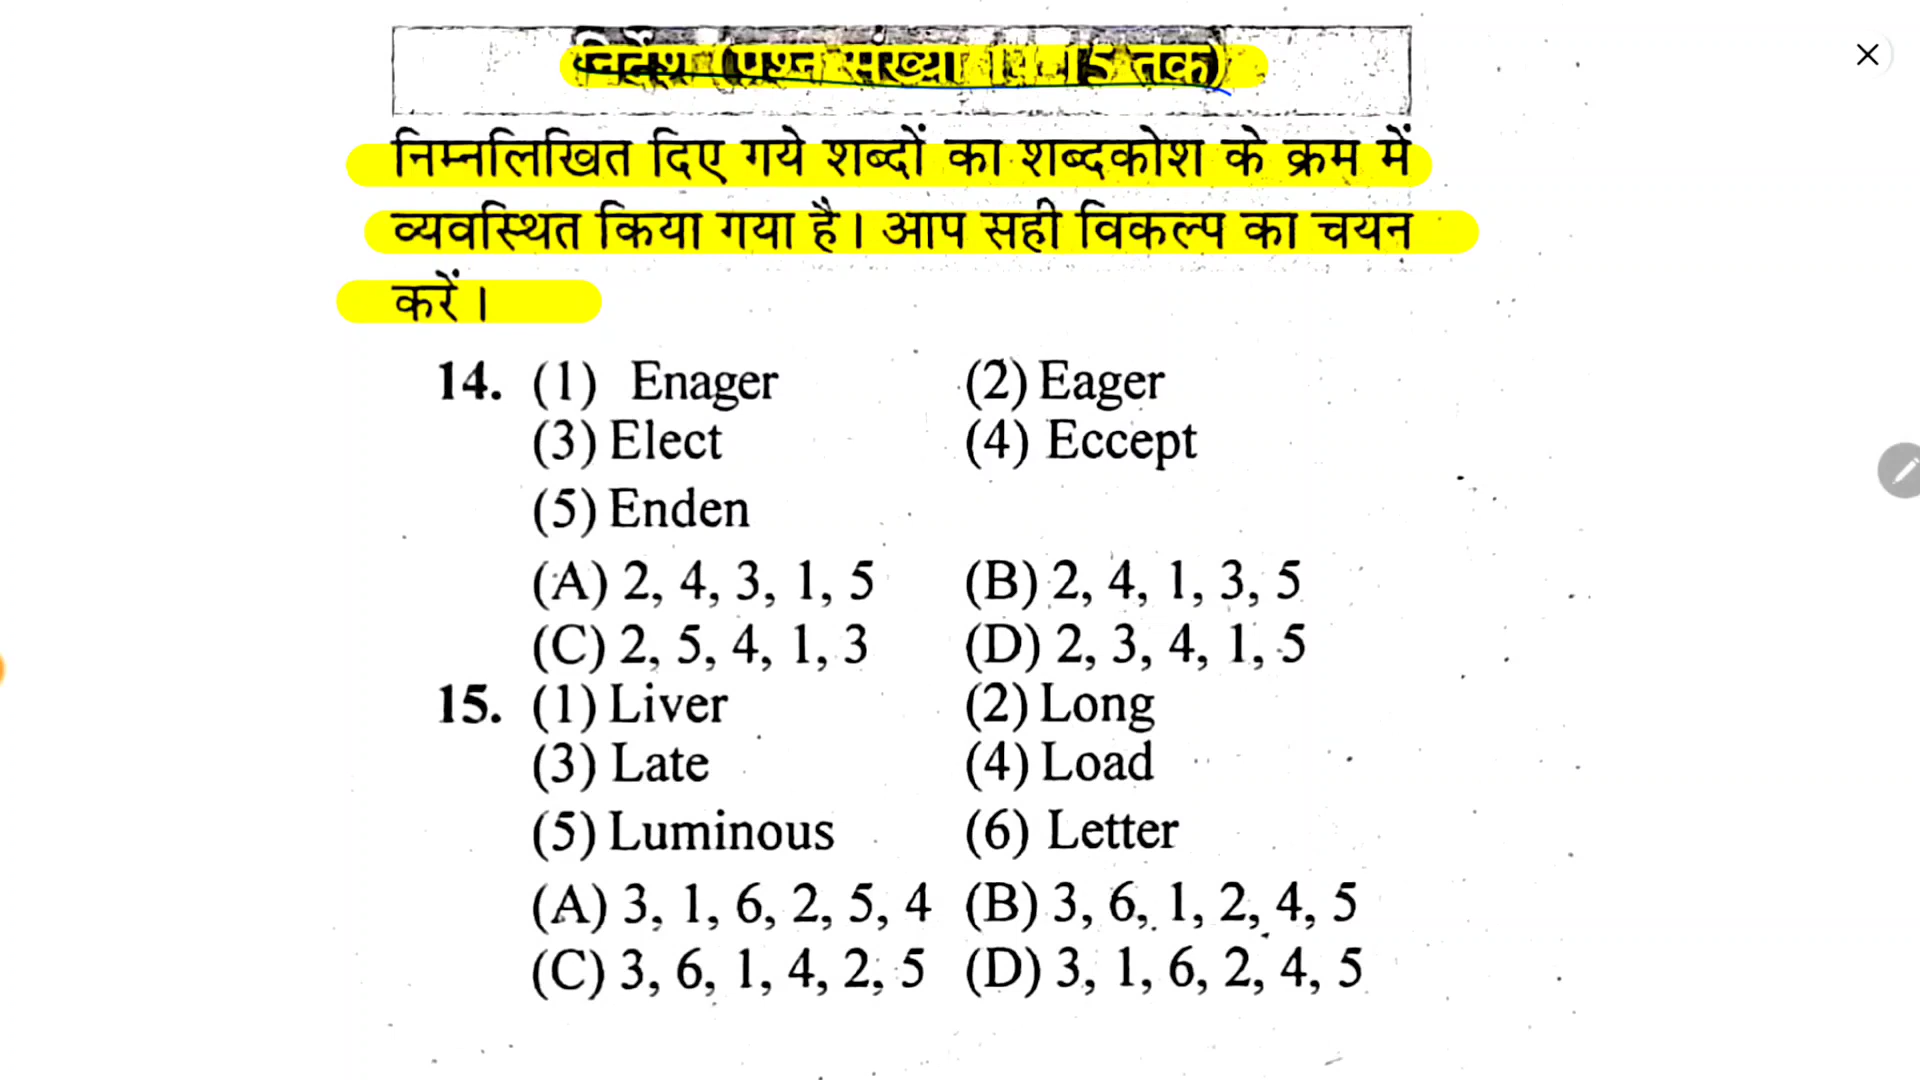 निर्देश (प्रश्न संख्या 14-15 तक)
निम्नलिखित दिए गये शब्दों का शब्दकोश के क्रम में
व्यवस्थित किया गया है। आप सही विकल्प का चयन
करें।
14. (1) Enager (2) Eager
(3) Elect (4) Eccept
(5) Enden
(A) 2, 4, 3, 1, 5 (B) 2, 4, 1, 3, 5
(C) 2, 5, 4, 1, 3 (D) 2, 3, 4, 1, 5
15. (1) Liver (2) Long
(3) Late (4) Load
(5) Luminous (6) Letter
(A) 3, 1, 6, 2, 5, 4 (B) 3, 6, 1, 2, 4, 5
(C) 3, 6, 1, 4, 2, 5 (D) 3, 1, 6, 2, 4, 5